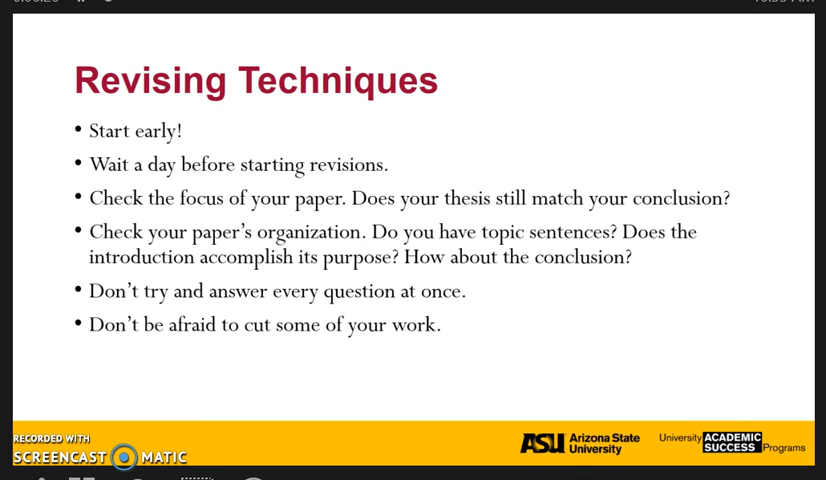 Revising Techniques
• Start early!
• Wait a day before starting revisions.
• Check the focus of your paper. Does your thesis still match your conclusion?
• Check your paper’s organization. Do you have topic sentences? Does the
introduction accomplish its purpose? How about the conclusion?
• Don’t try and answer every question at once.
• Don’t be afraid to cut some of your work.
RECORDED WITH
SCREENCAST MATIC
ASU Arizona State
University
University ACADEMIC
SUCCESS Programs